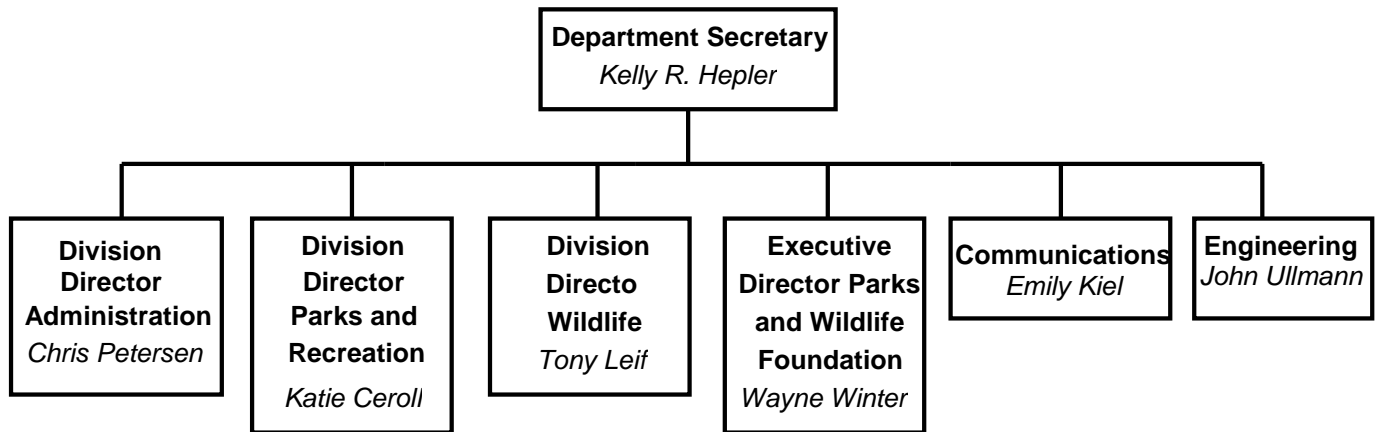 Department Secretary
Kelly R. Hepler
Division
Director
Administration
Chris Petersen
Division
Director
Parks and
Recreation
Katie Ceroll
Division
Directo
Wildlife
Tony Leif
Executive
Director Parks
and Wildlife
Foundation
Wayne Winter
Communications
Emily Kiel
Engineering
John Ullmann